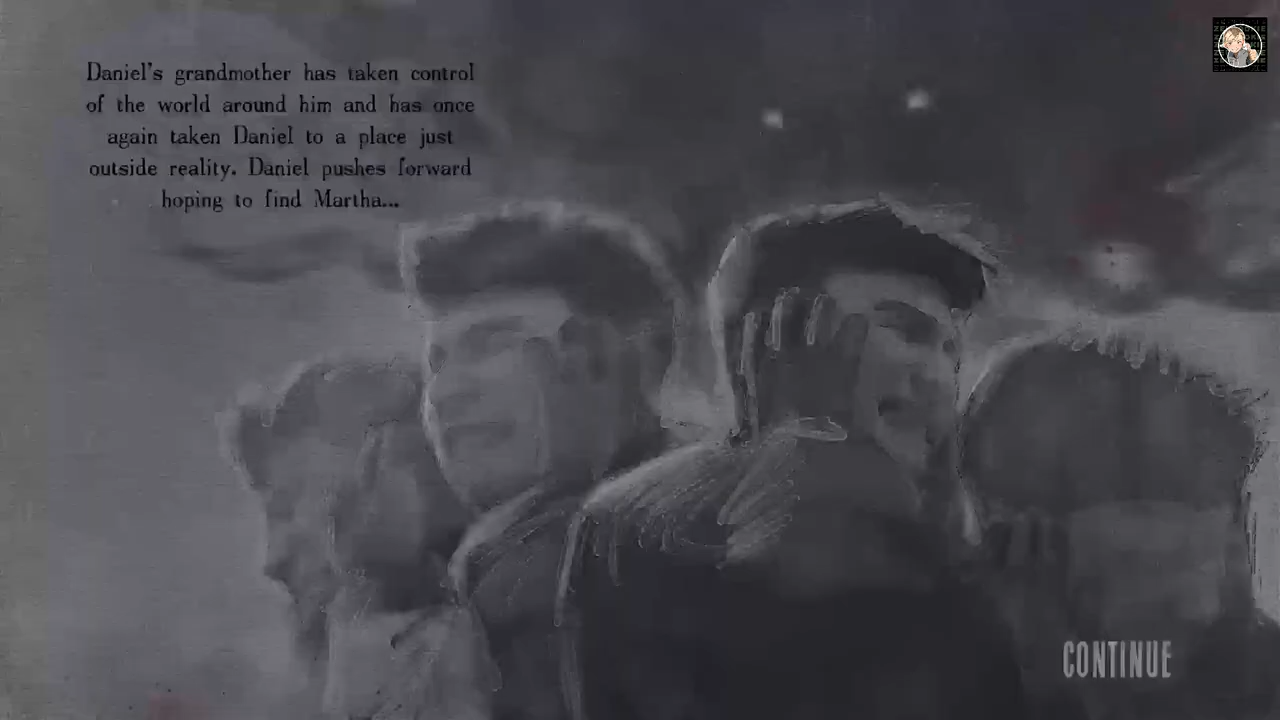 Daniel's grandmother has taken control
of the world around him and has once
again taken Daniel to a place just
outside reality. Daniel pushes forward
hoping to find Martha...
CONTINUE